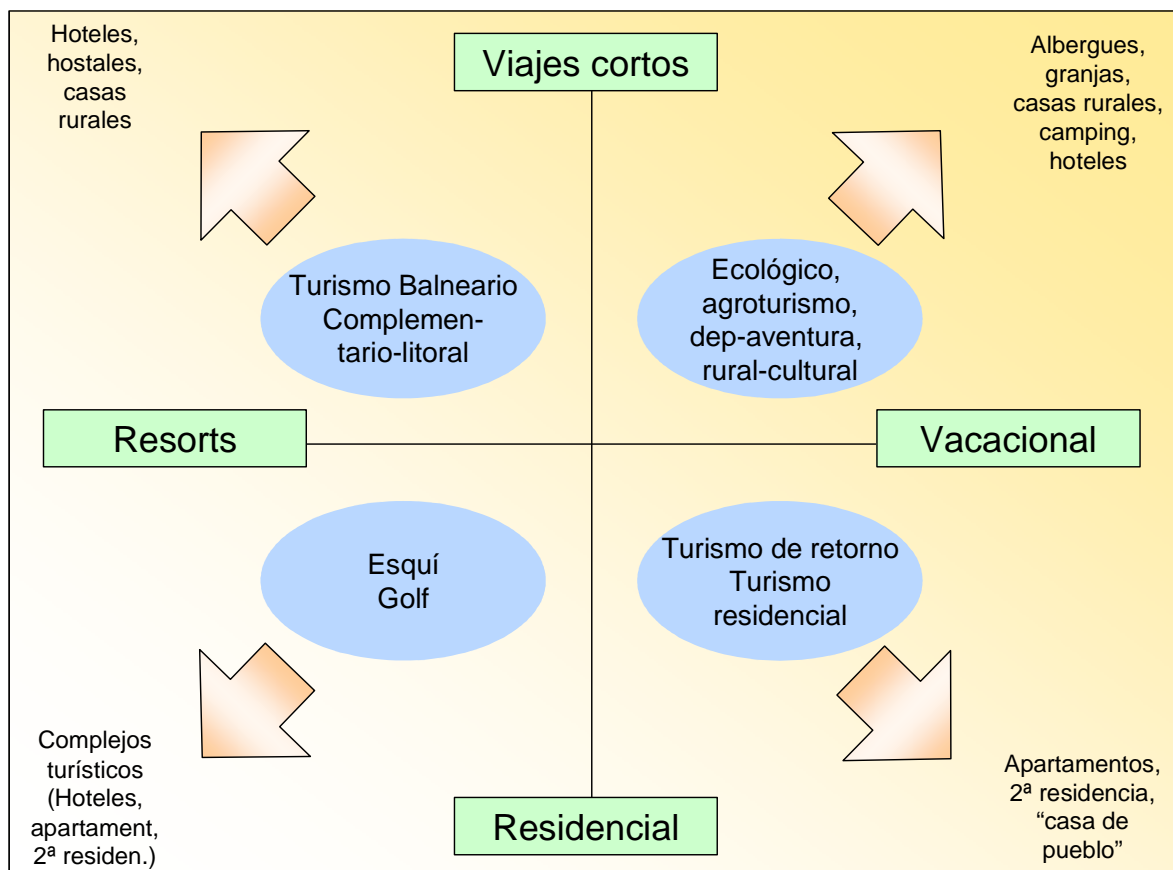 Hoteles,
hostales,
casas
rurales
Viajes cortos
Albergues,
granjas,
casas rurales,
camping,
hoteles
Turismo Balneario
Complemen-
tario-litoral
Ecológico,
agroturismo,
dep-aventura,
rural-cultural
Resorts
Vacacional
Esquí
Golf
Turismo de retorno
Turismo
residencial
Complejos
turísticos
(Hoteles,
apartament,
2ª residen.)
Residencial
Apartamentos,
2ª residencia,
“casa de
pueblo”